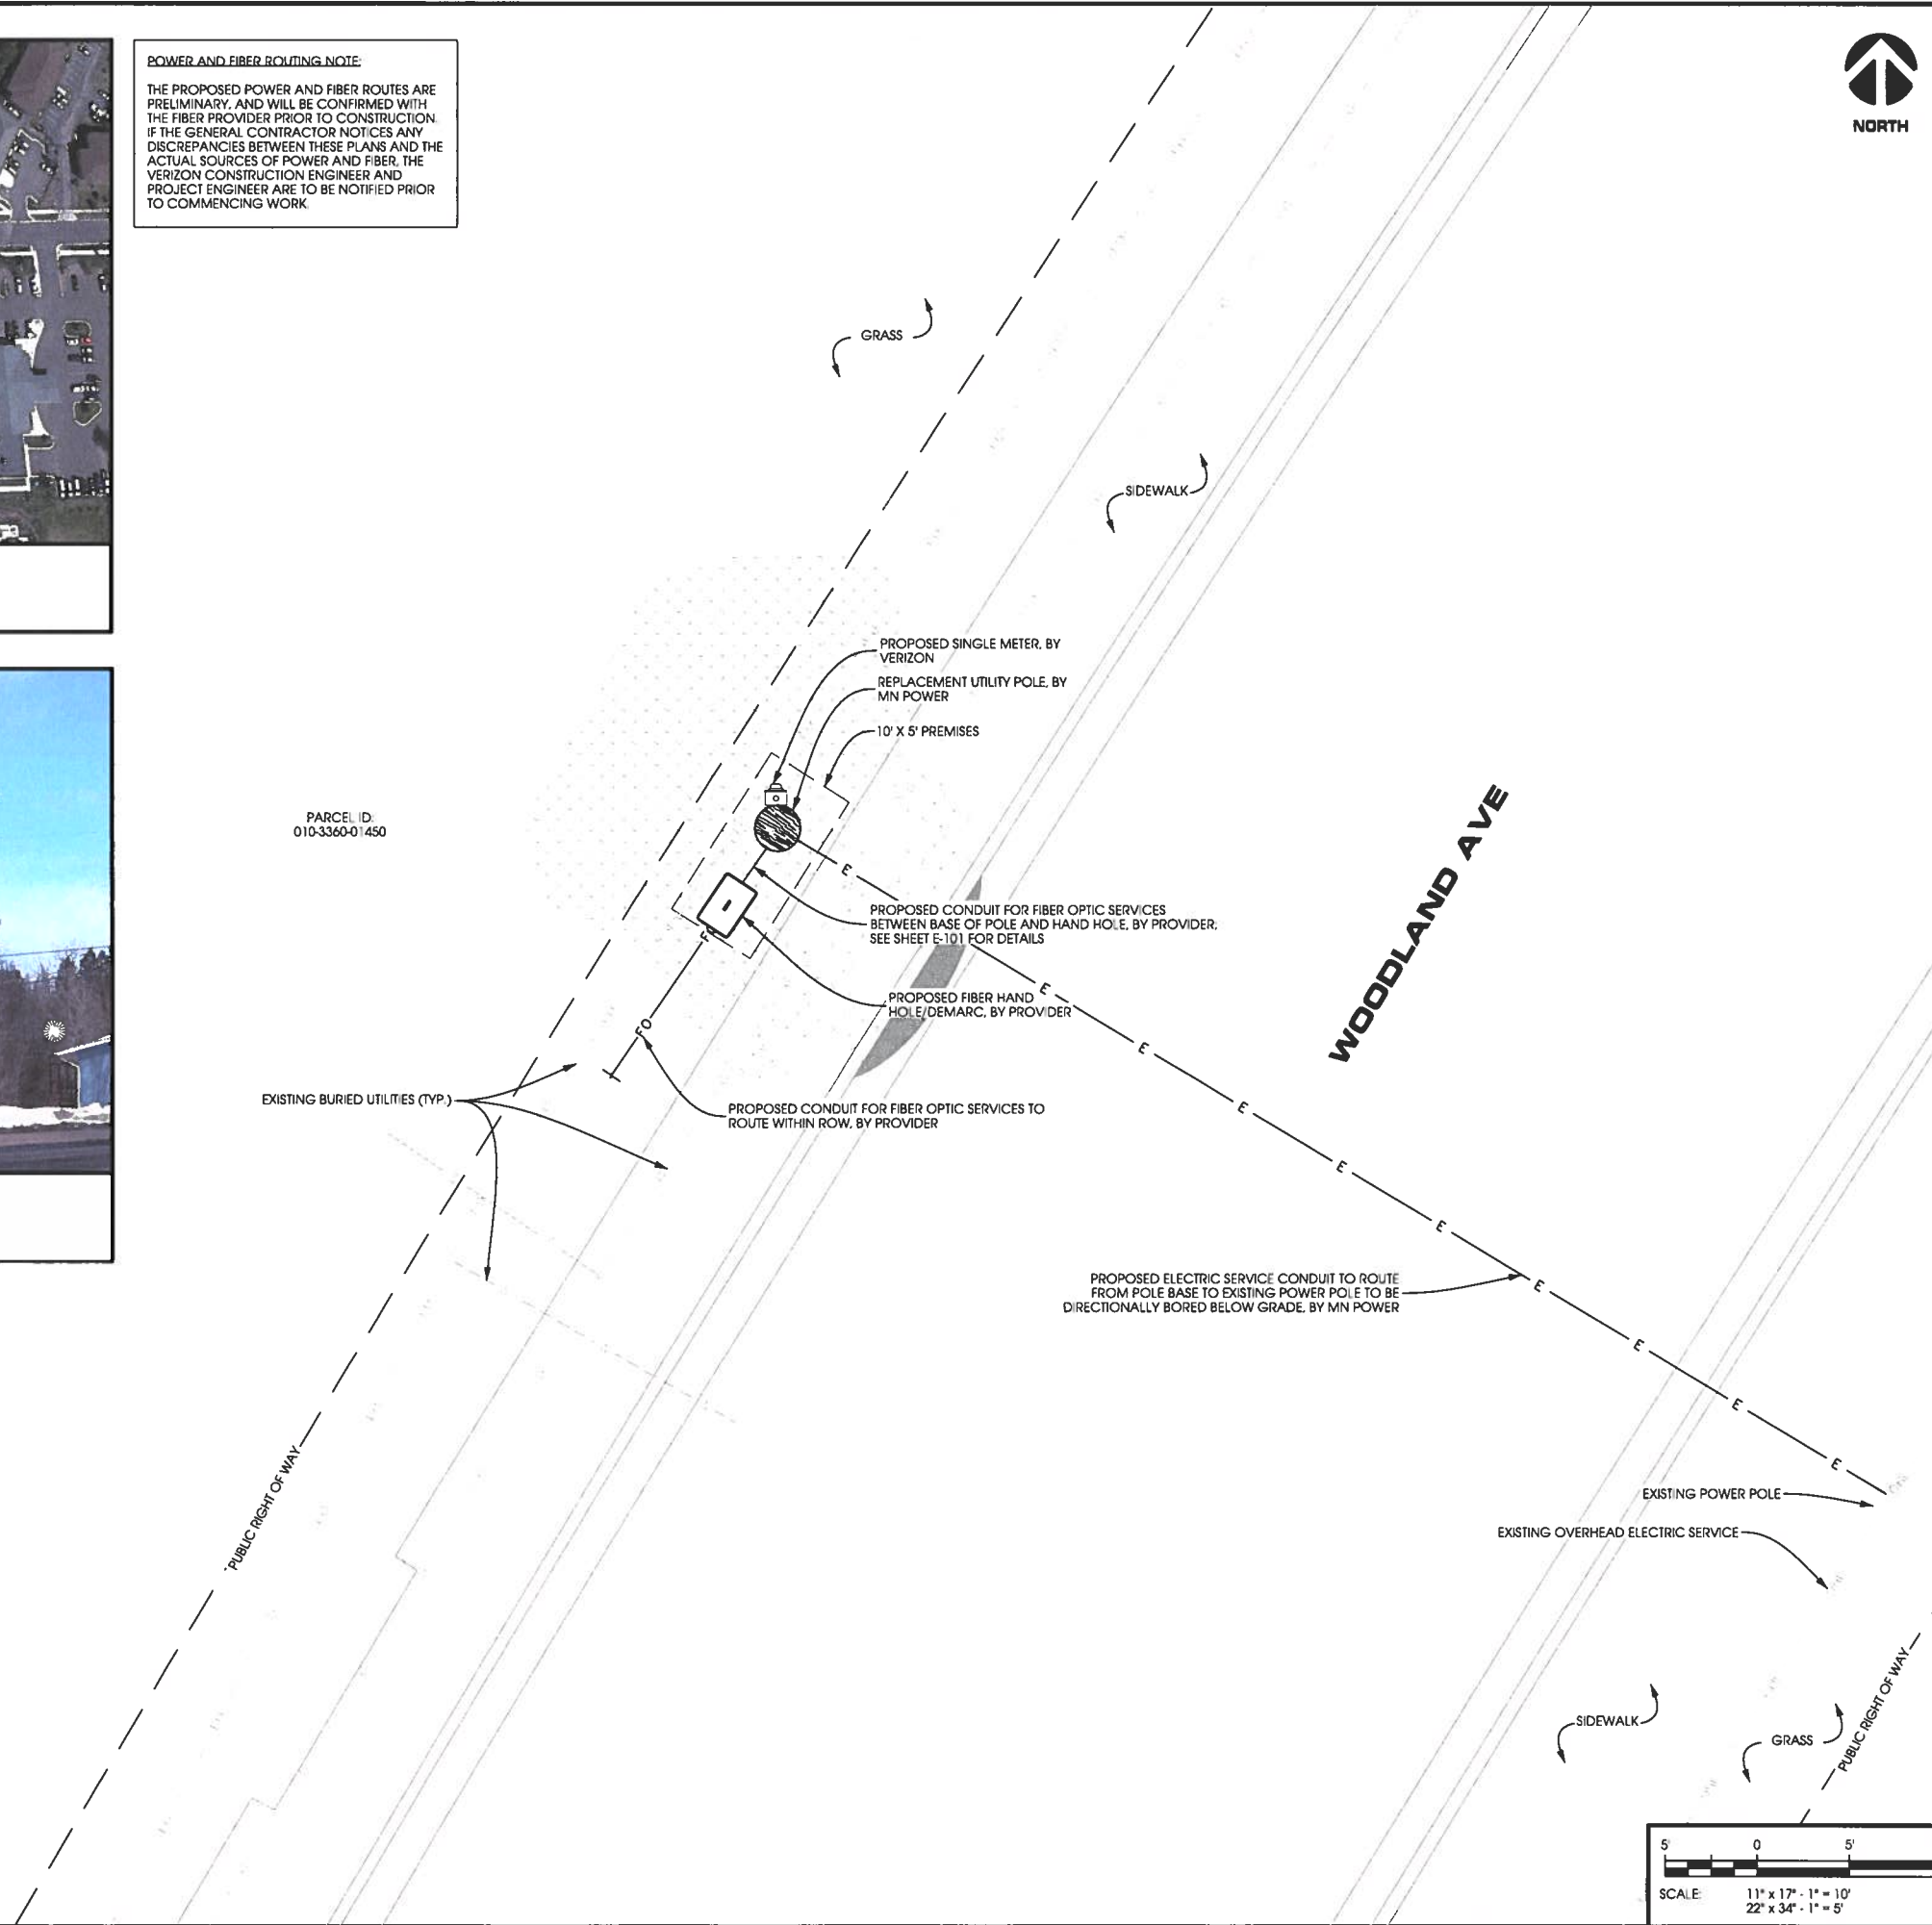 POWER AND FIBER ROUTING NOTE:
THE PROPOSED POWER AND FIBER ROUTES ARE
PRELIMINARY, AND WILL BE CONFIRMED WITH
THE FIBER PROVIDER PRIOR TO CONSTRUCTION.
IF THE GENERAL CONTRACTOR NOTICES ANY
DISCREPANCIES BETWEEN THESE PLANS AND THE
ACTUAL SOURCES OF POWER AND FIBER, THE
VERIZON CONSTRUCTION ENGINEER AND
PROJECT ENGINEER ARE TO BE NOTIFIED PRIOR
TO COMMENCING WORK.
NORTH
GRASS
SIDEWALK
PROPOSED SINGLE METER, BY
VERIZON
REPLACEMENT UTILITY POLE, BY
MN POWER
10' X 5' PREMISES
PARCEL ID:
010-3360-01450
WOODLAND AVE
E
PROPOSED CONDUIT FOR FIBER OPTIC SERVICES
BETWEEN BASE OF POLE AND HAND HOLE, BY PROVIDER;
SEE SHEET E-101 FOR DETAILS
E
PROPOSED FIBER HAND
HOLE/DEMARC, BY PROVIDER
FO
E
EXISTING BURIED UTILITIES (TYP.)
PROPOSED CONDUIT FOR FIBER OPTIC SERVICES TO
ROUTE WITHIN ROW, BY PROVIDER
E
E
E
PROPOSED ELECTRIC SERVICE CONDUIT TO ROUTE
FROM POLE BASE TO EXISTING POWER POLE TO BE
DIRECTIONALLY BORED BELOW GRADE, BY MN POWER
E
E
E
E
PUBLIC RIGHT OF WAY
EXISTING POWER POLE
EXISTING OVERHEAD ELECTRIC SERVICE
SIDEWALK
GRASS
PUBLIC RIGHT OF WAY
5' 0 5'
SCALE: 11" x 17" - 1" = 10'
22" x 34" - 1" = 5'